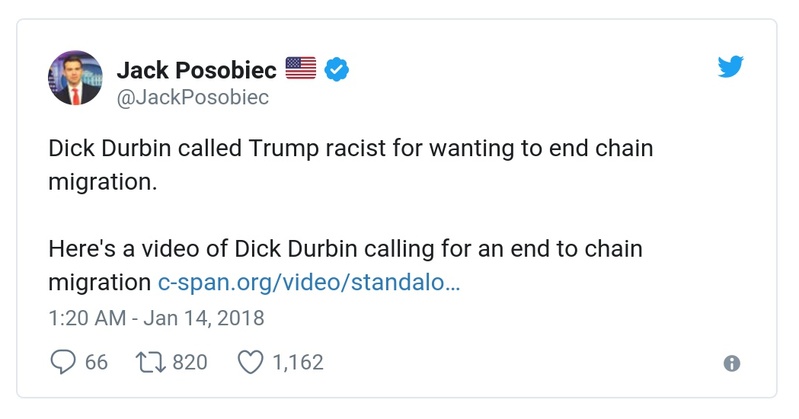 Jack Posobiec
@JackPosobiec
Dick Durbin called Trump racist for wanting to end chain
migration.
Here's a video of Dick Durbin calling for an end to chain
migration c-span.org/video/standalo…
1:20 AM - Jan 14, 2018
66 820 1,162